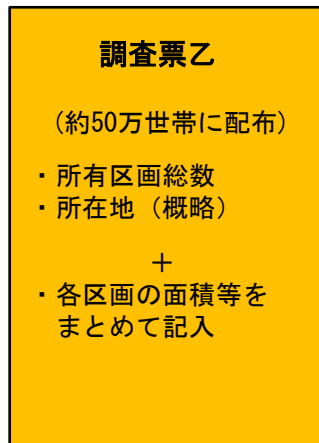 調査票乙
（約50万世帯に配布）
・所有区画総数
・所在地（概略）
＋
・各区画の面積等を
まとめて記入